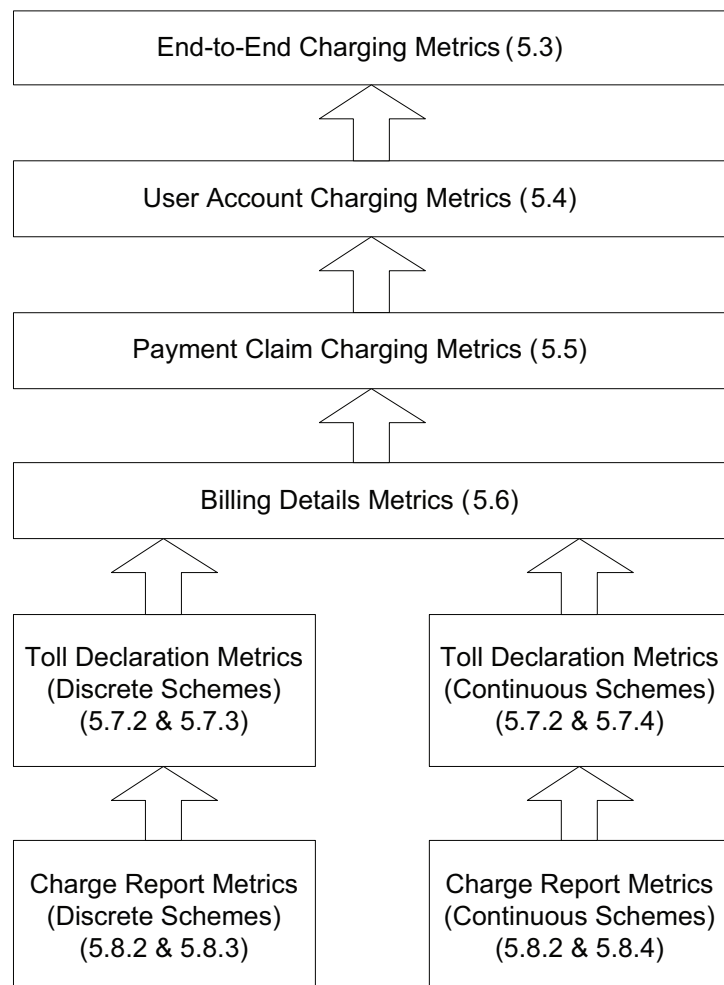 End-to-End Charging Metrics (5.3)
User Account Charging Metrics (5.4)
Payment Claim Charging Metrics (5.5)
Billing Details Metrics (5.6)
Toll Declaration Metrics
(Discrete Schemes)
(5.7.2 & 5.7.3)
Toll Declaration Metrics
(Continuous Schemes)
(5.7.2 & 5.7.4)
Charge Report Metrics
(Discrete Schemes)
(5.8.2 & 5.8.3)
Charge Report Metrics
(Continuous Schemes)
(5.8.2 & 5.8.4)